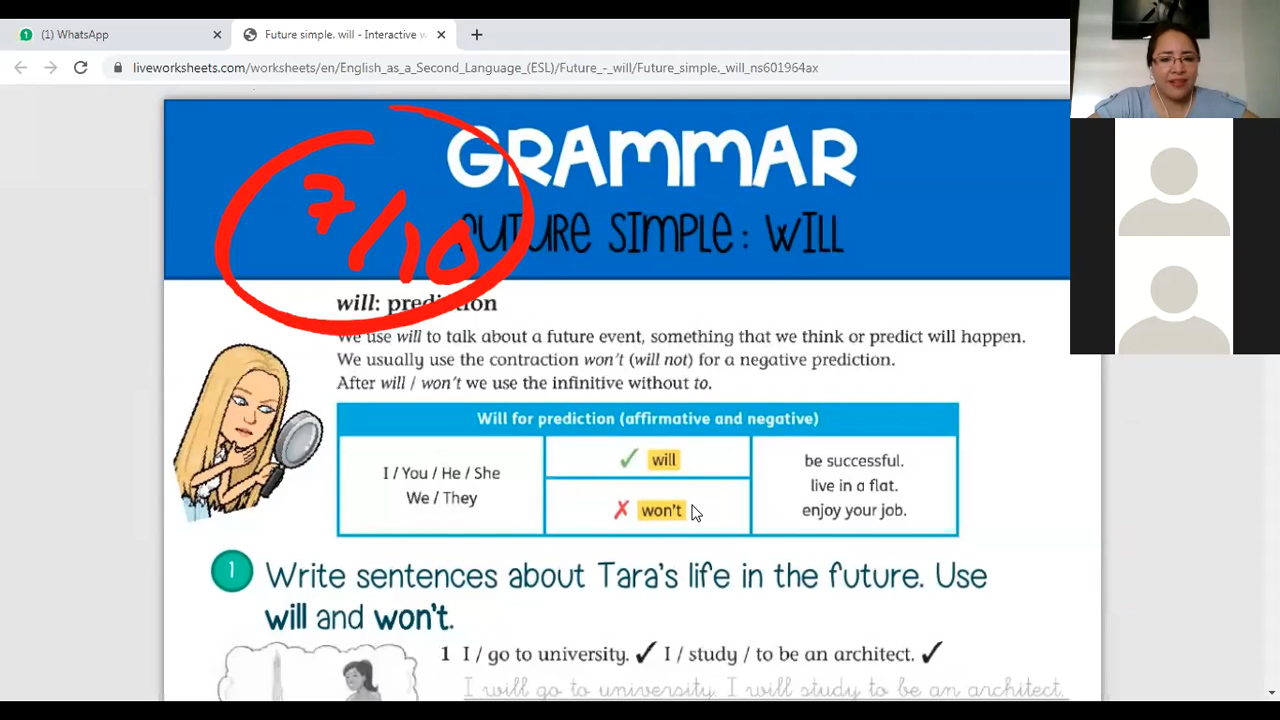 (1) WhatsApp
Future simple. will - Interactive w
liveworksheets.com/worksheets/en/English_as_a_Second_Language_(ESL)/Future_-_will/Future_simple._will_ns601964ax
GRAMMAR
FUTURE SIMPLE: WILL
7/10
will: prediction
We use will to talk about a future event, something that we think or predict will happen.
We usually use the contraction won't (will not) for a negative prediction.
After will / won't we use the infinitive without to.
Will for prediction (affirmative and negative)
I / You / He / She
We / They
will
won't
be successful.
live in a flat.
enjoy your job.
1 Write sentences about Tara's life in the future. Use
will and won't.
1 I / go to university. ✓ I / study / to be an architect. ✓
I will go to university. I will study to be an architect.